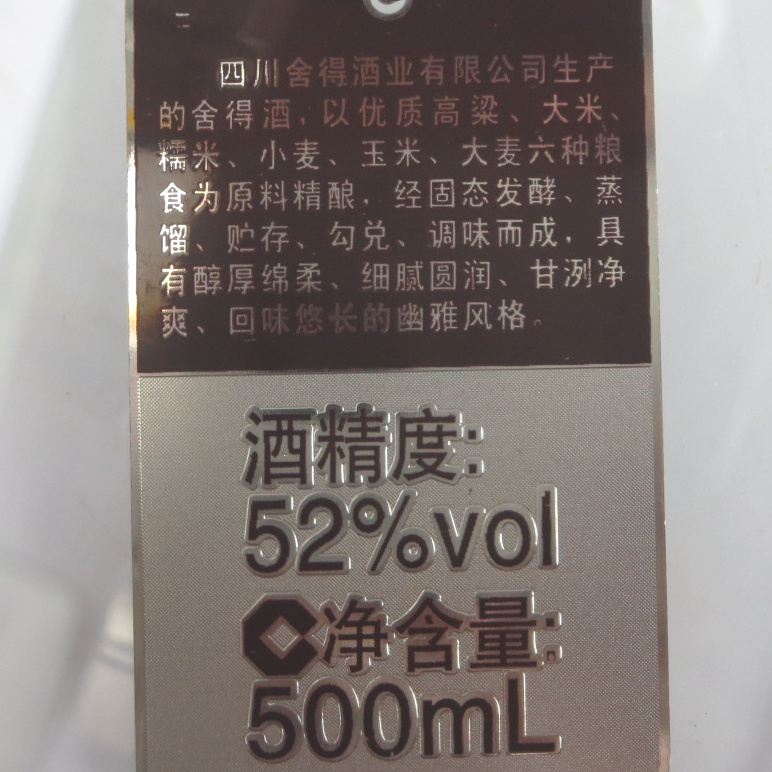 四川舍得酒业有限公司生产
的舍得酒，以优质高粱、大米、
糯米、小麦、玉米、大麦六种粮
食为原料精酿，经固态发酵、蒸
馏、贮存、勾兑、调味而成，具
有醇厚绵柔、细腻圆润、甘洌净
爽、回味悠长的幽雅风格。
酒精度:
52%vol
净含量:
500mL